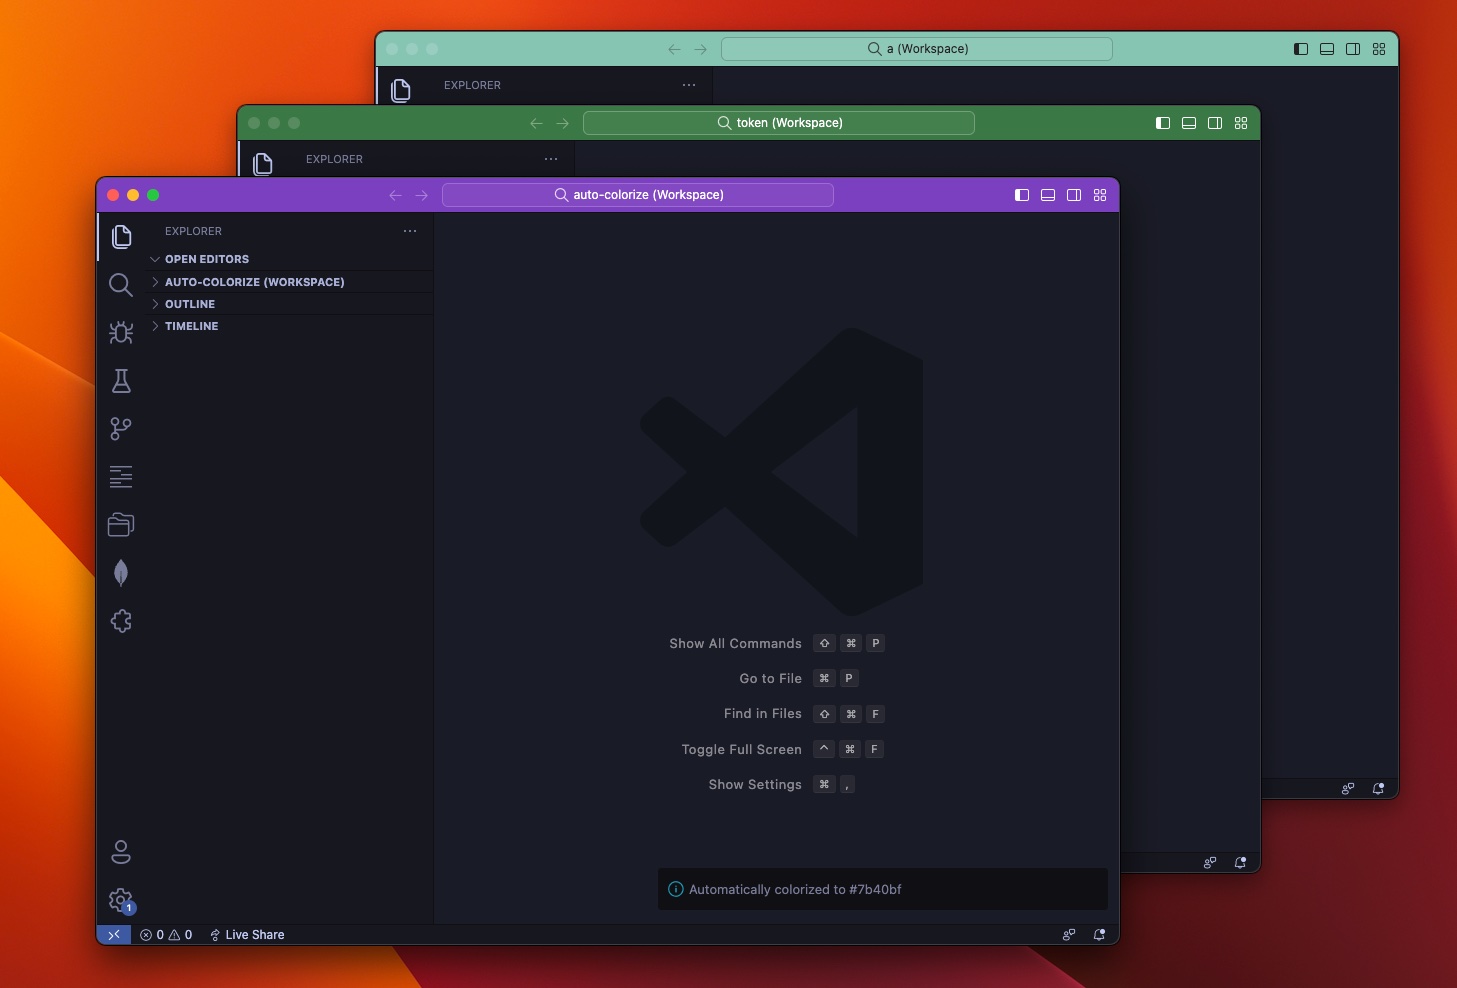 a (Workspace)
EXPLORER
token (Workspace)
EXPLORER
auto-colorize (Workspace)
EXPLORER
OPEN EDITORS
AUTO-COLORIZE (WORKSPACE)
OUTLINE
TIMELINE
Show All Commands ⇧ ⌘ P
Go to File ⌘ P
Find in Files ⇧ ⌘ F
Toggle Full Screen ^ ⌘ F
Show Settings ⌘ ,
Automatically colorized to #7b40bf
1
0 0 Live Share